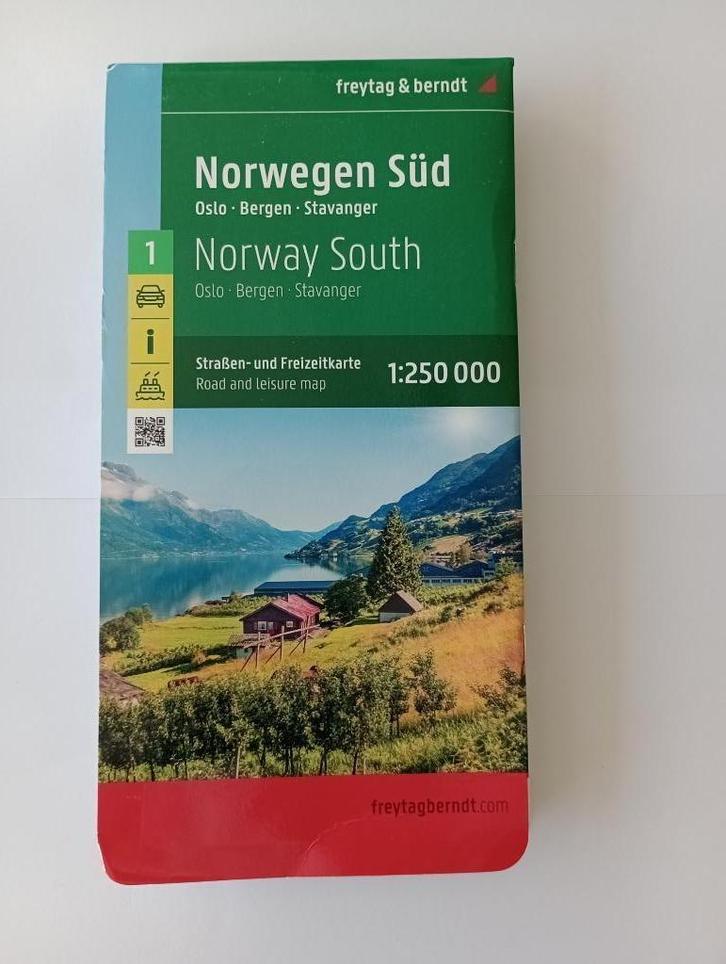 freytag & berndt
Norwegen Süd
Oslo · Bergen · Stavanger
1
Norway South
Oslo · Bergen · Stavanger
i
Straßen- und Freizeitkarte
Road and leisure map
1:250 000
freytagberndt.com